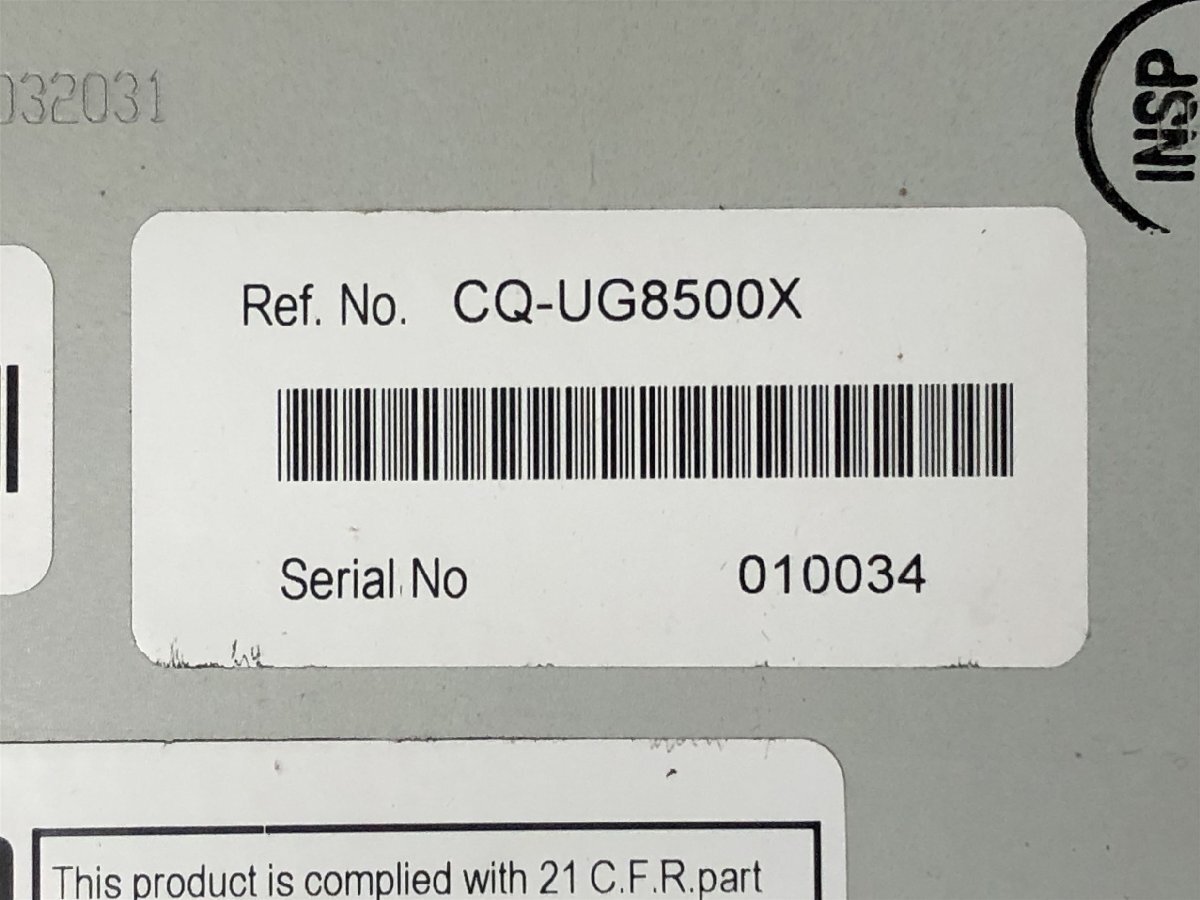 032031
INSP
Ref. No. CQ-UG8500X
Serial No 010034
This product is complied with 21 C.F.R.part